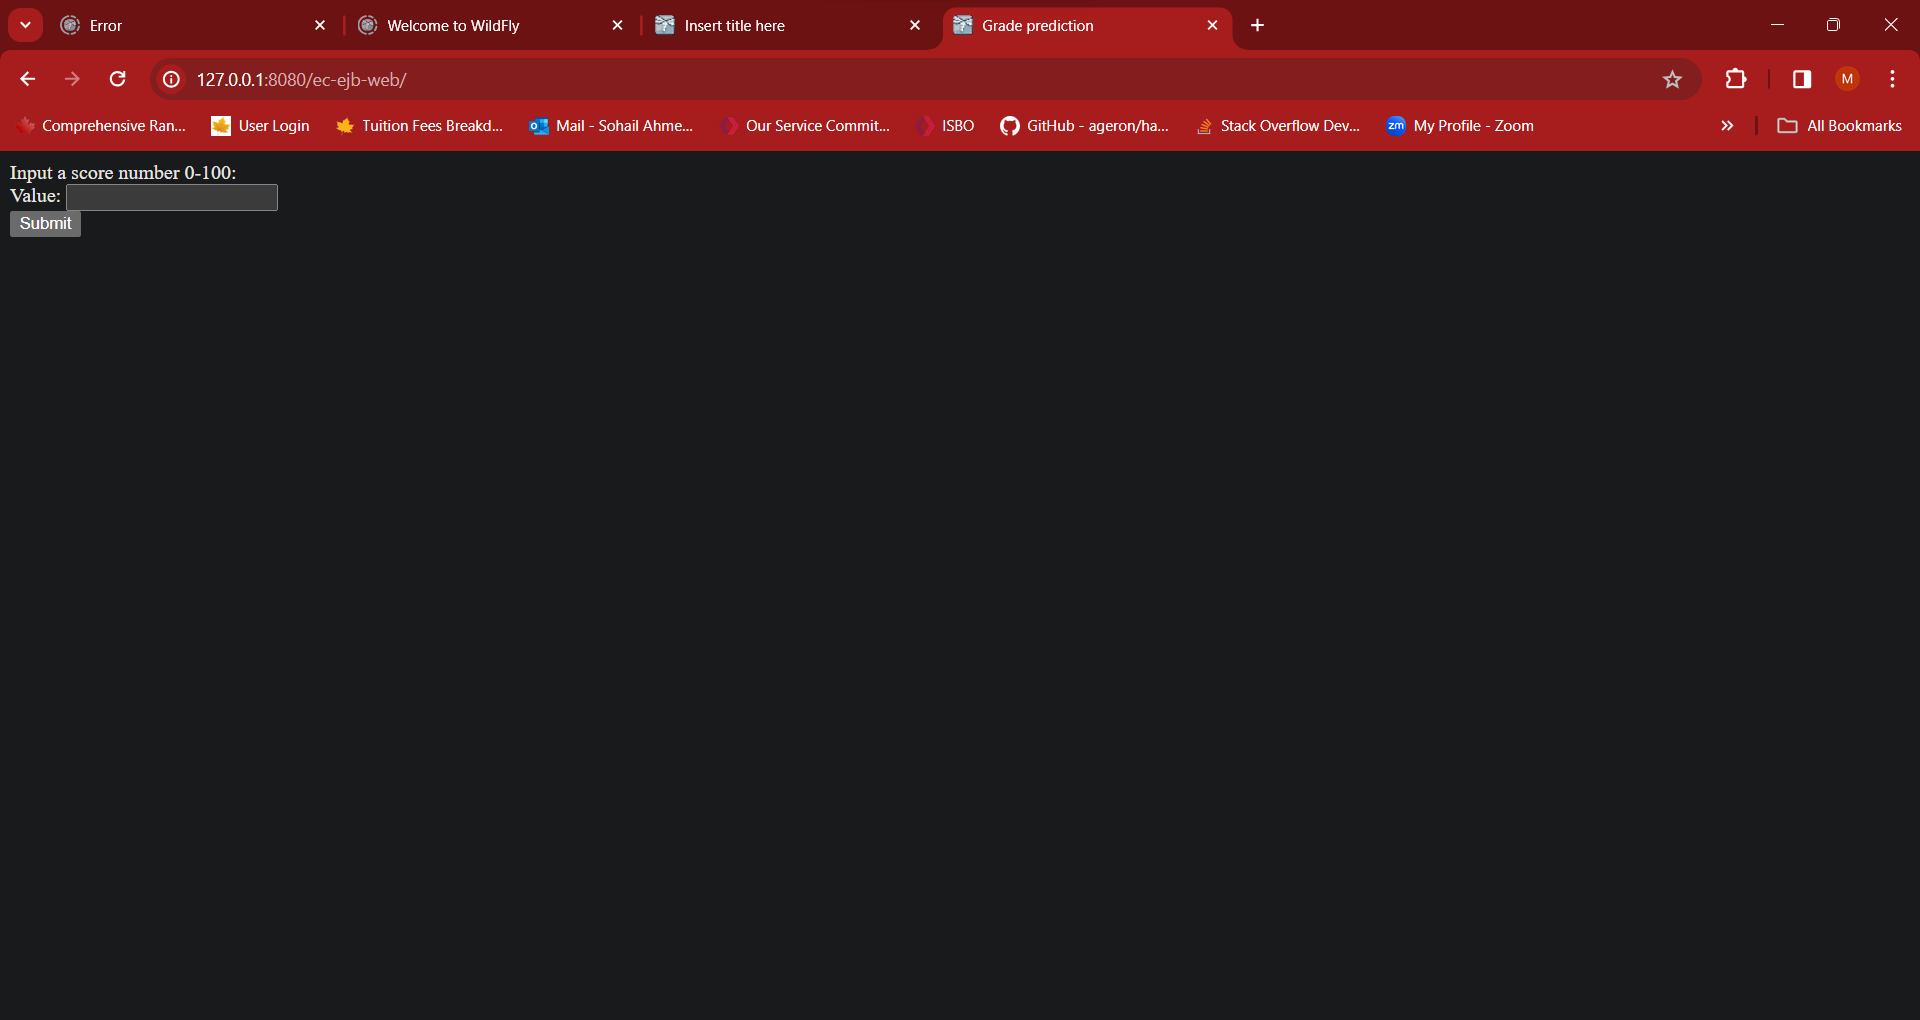 Error
Welcome to WildFly
Insert title here
Grade prediction
127.0.0.1:8080/ec-ejb-web/
M
Comprehensive Ran...
User Login
Tuition Fees Breakd...
Mail - Sohail Ahme...
Our Service Commit...
ISBO
GitHub - ageron/ha...
Stack Overflow Dev...
zm
My Profile - Zoom
All Bookmarks
Input a score number 0-100:
Value:
Submit